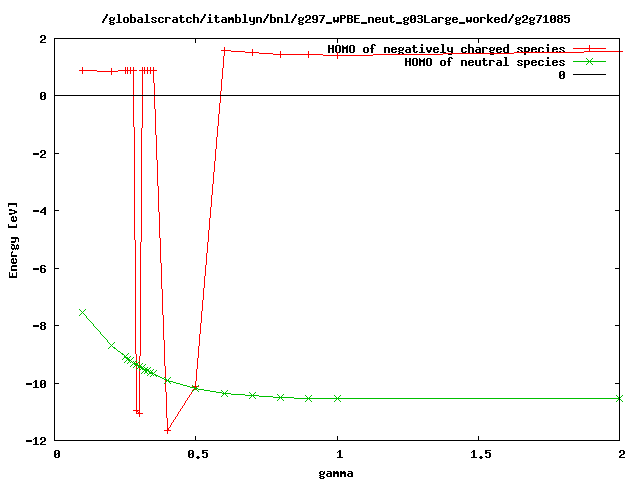 /globalscratch/itamblyn/bnl/g297_wPBE_neut_g03Large_worked/g2g71085
HOMO of negatively charged species
HOMO of neutral species
0
2
0
-2
-4
-6
-8
-10
-12
Energy [eV]
0 0.5 1 1.5 2
gamma